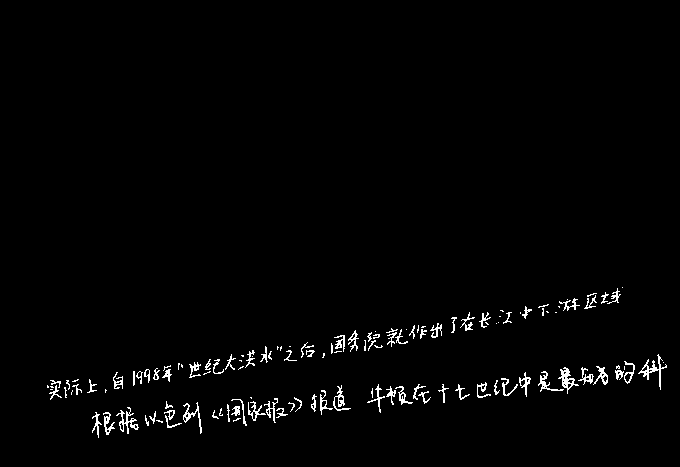 实际上,自1998年"世纪大洪水"之后,国务院就作出了在长江中下游区域
根据以色列《国家报》报道 牛顿在十七世纪中是最知名的科